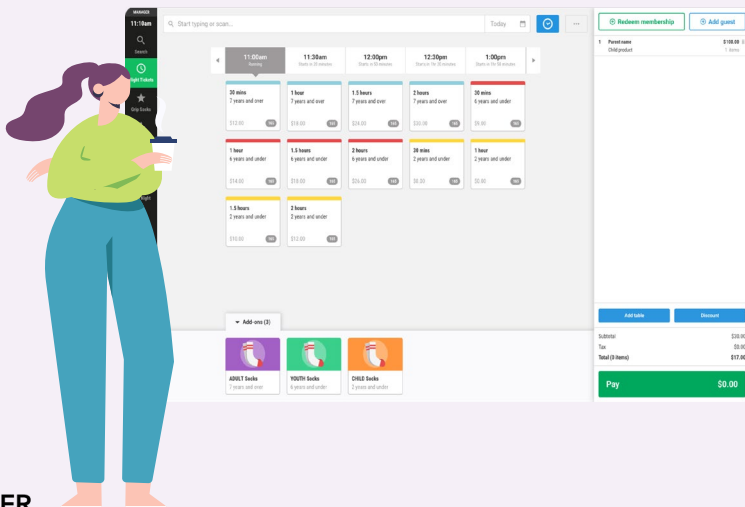 MANAGER
11:10am
Search
Grip Socks
Start typing or scan...
Today
11:00am
Running
11:30am
Starts in 20 minutes
12:00pm
Starts in 50 minutes
12:30pm
1:00pm
30 mins
7 years and over
$13.00
1 hour
7 years and over
$18.00
1.5 hours
7 years and over
$24.00
2 hours
7 years and over
30 mins
6 years and under
$9.00
1 hour
6 years and under
$14.00
1.5 hours
6 years and under
$18.00
2 hours
6 years and under
30 mins
2 years and under
1 hour
2 years and under
1.5 hours
2 years and under
$10.00
2 hours
2 years and under
$12.00
Add-ons (3)
ADULT Socks
7 years and over
YOUTH Socks
6 years and under
CHILD Socks
2 years and under
Redeem membership
Add guest
1 Parent name $100.00
Child product 1 items
Add table
Discount
Subtotal
Tax $0.00
Total (0 items) $17.00
Pay $0.00
ER